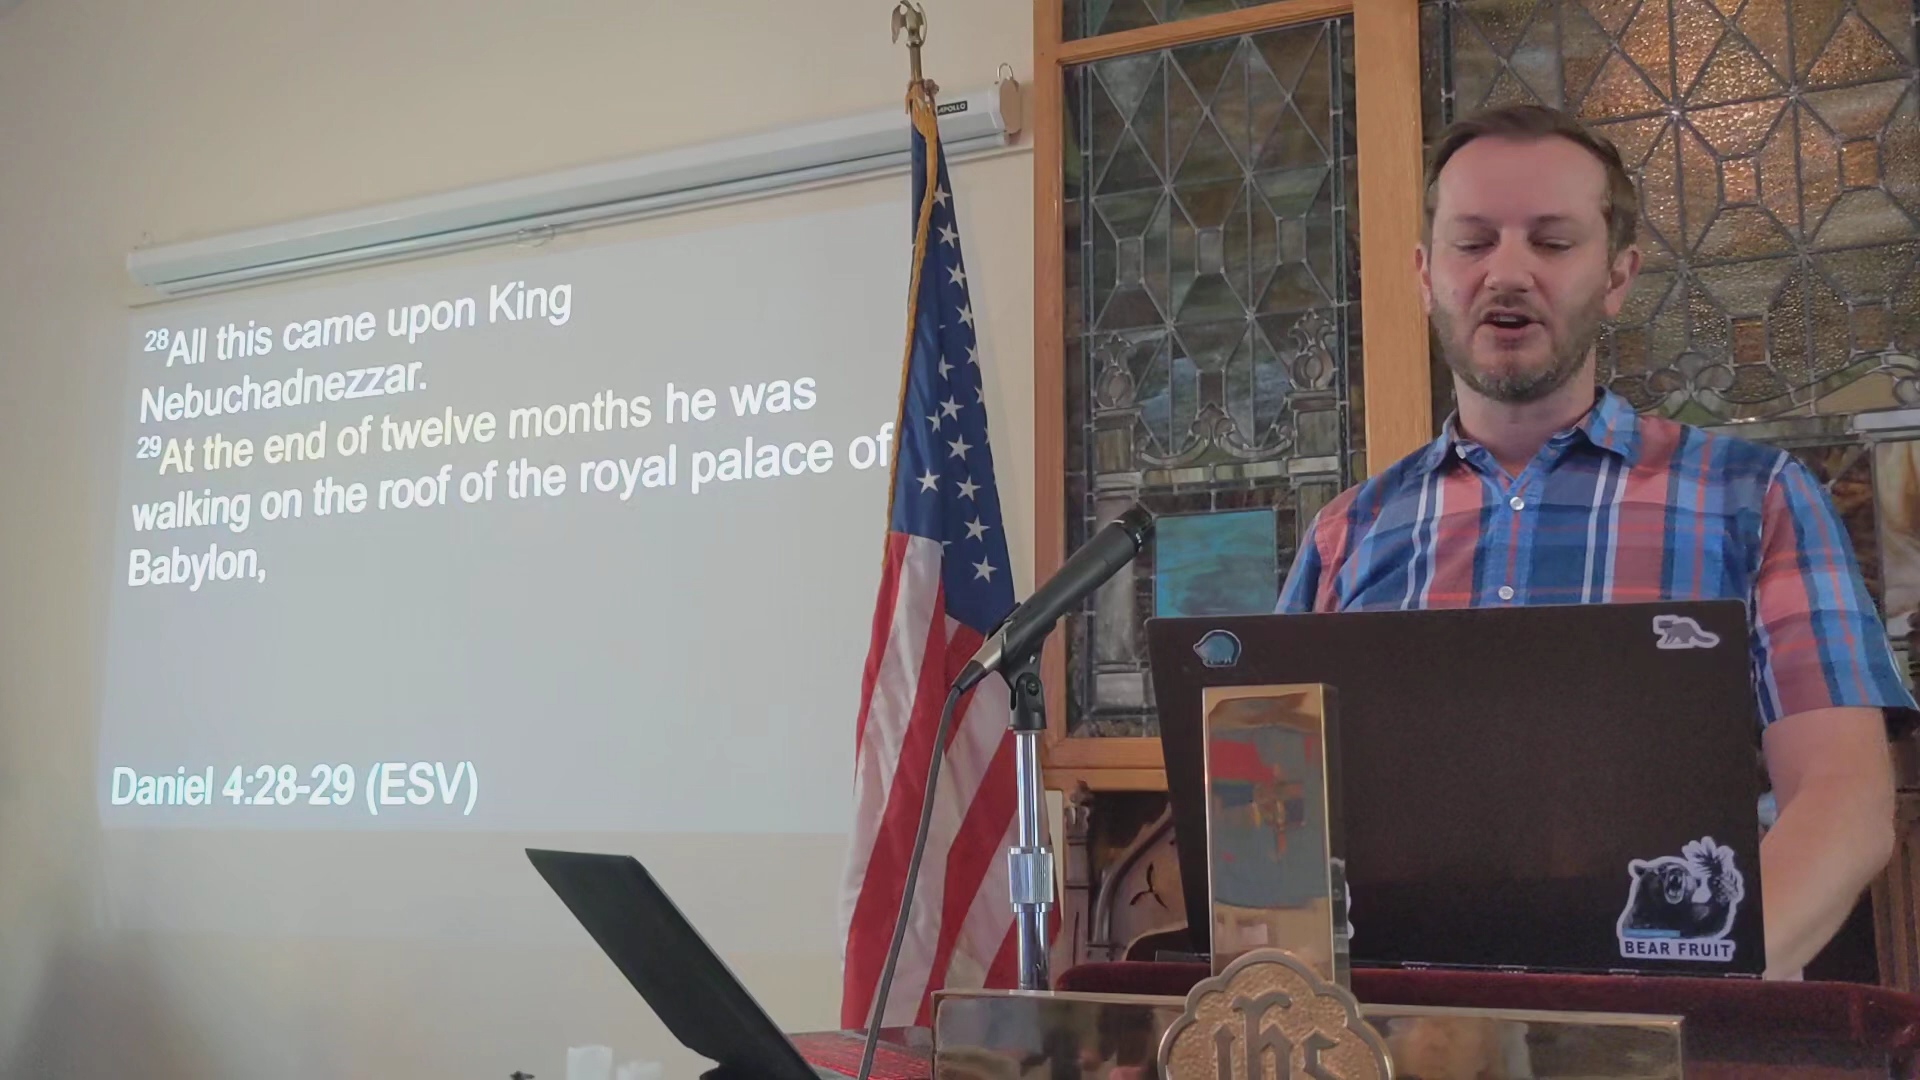 APOLLO
²⁸All this came upon King
Nebuchadnezzar.
²⁹At the end of twelve months he was
walking on the roof of the royal palace of
Babylon,
Daniel 4:28-29 (ESV)
BEAR FRUIT
ihs